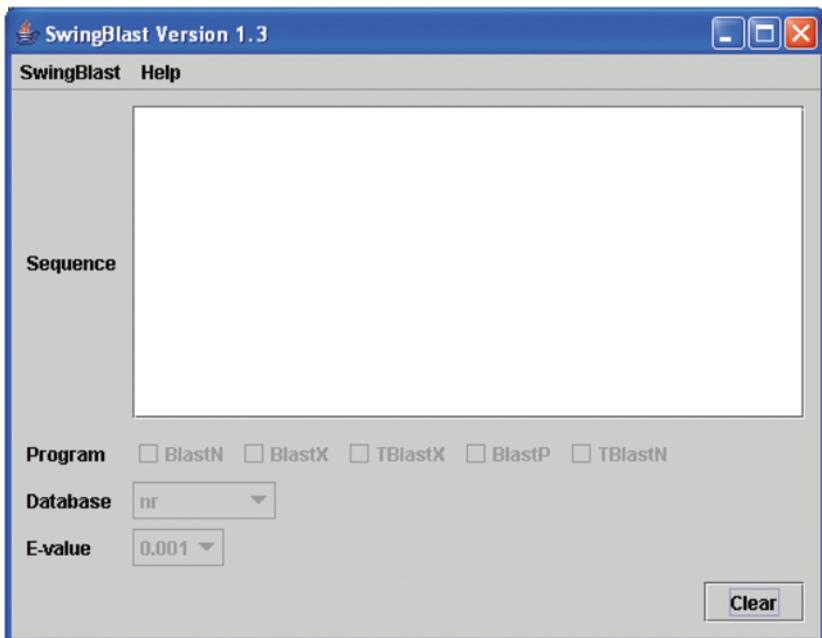 SwingBlast Version 1.3
SwingBlast Help
Sequence
Program BlastN BlastX TBlastX BlastP TBlastN
Database nr
E-value 0.001
Clear